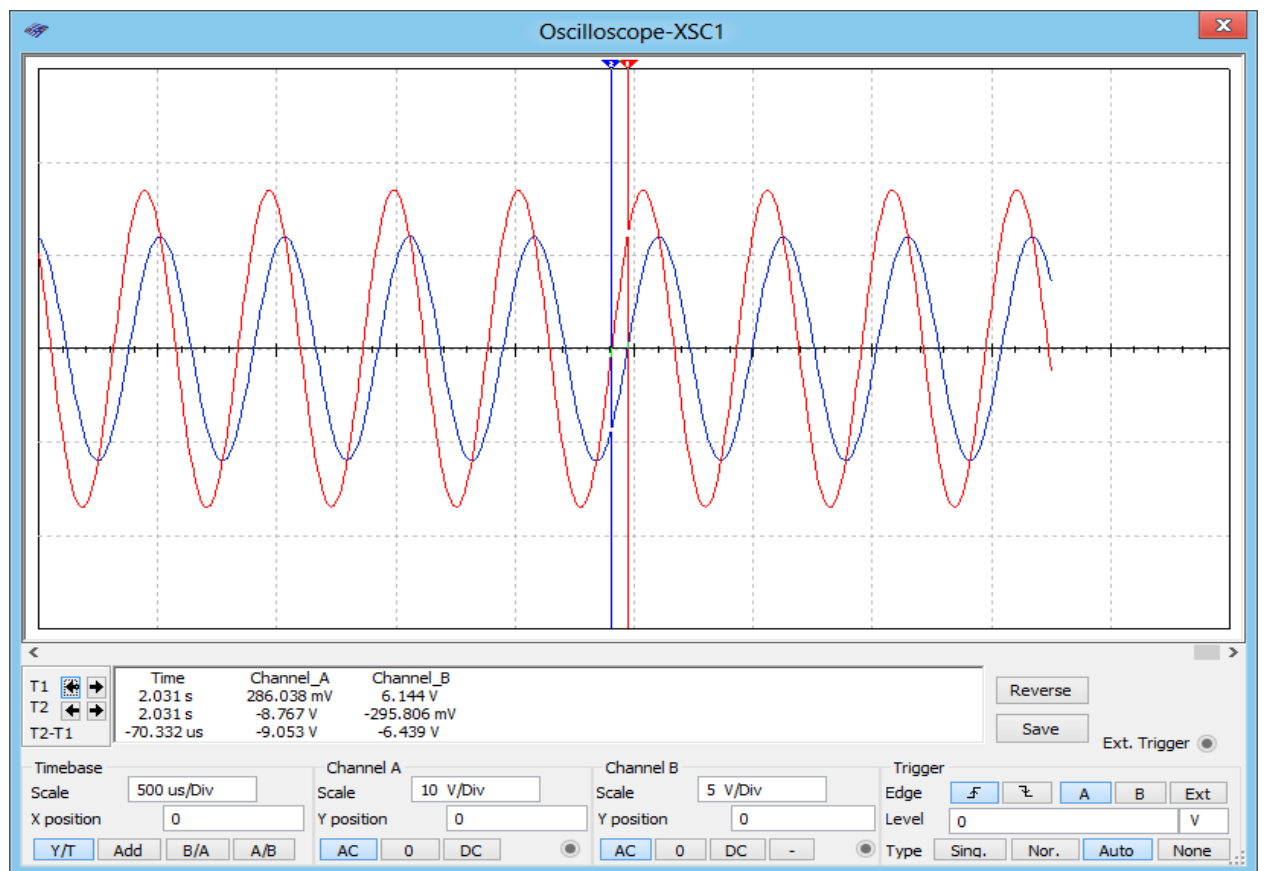 Oscilloscope-XSC1
2 1
Time Channel_A Channel_B
T1 2.031 s 286.038 mV 6.144 V
T2 2.031 s -8.767 V -295.806 mV
T2-T1 -70.332 us -9.053 V -6.439 V
Reverse
Save
Ext. Trigger
Timebase
Scale 500 us/Div
X position 0
Y/T Add B/A A/B
Channel A
Scale 10 V/Div
Y position 0
AC 0 DC
Channel B
Scale 5 V/Div
Y position 0
AC 0 DC -
Trigger
Edge A B Ext
Level 0 V
Type Sing. Nor. Auto None